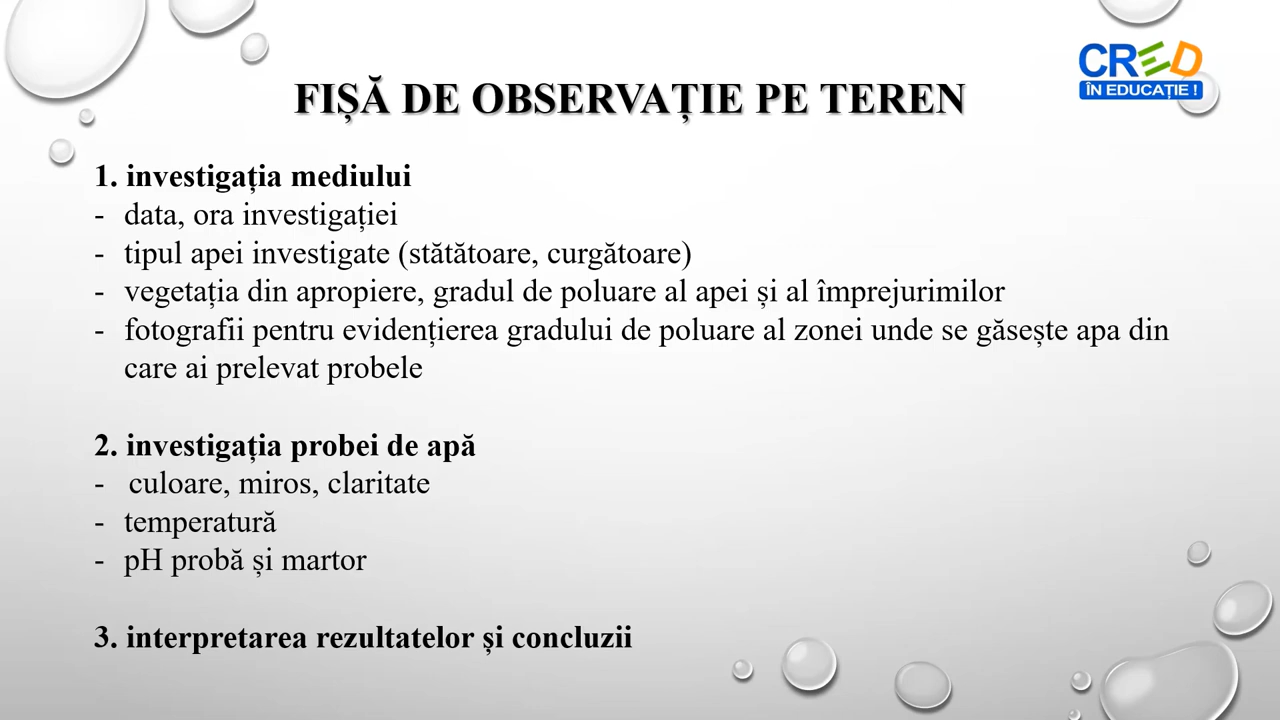 CRED
ÎN EDUCAȚIE !
FIȘĂ DE OBSERVAȚIE PE TEREN
1. investigația mediului
- data, ora investigației
- tipul apei investigate (stătătoare, curgătoare)
- vegetația din apropiere, gradul de poluare al apei și al împrejurimilor
- fotografii pentru evidențierea gradului de poluare al zonei unde se găsește apa din
care ai prelevat probele
2. investigația probei de apă
- culoare, miros, claritate
- temperatură
- pH probă și martor
3. interpretarea rezultatelor și concluzii